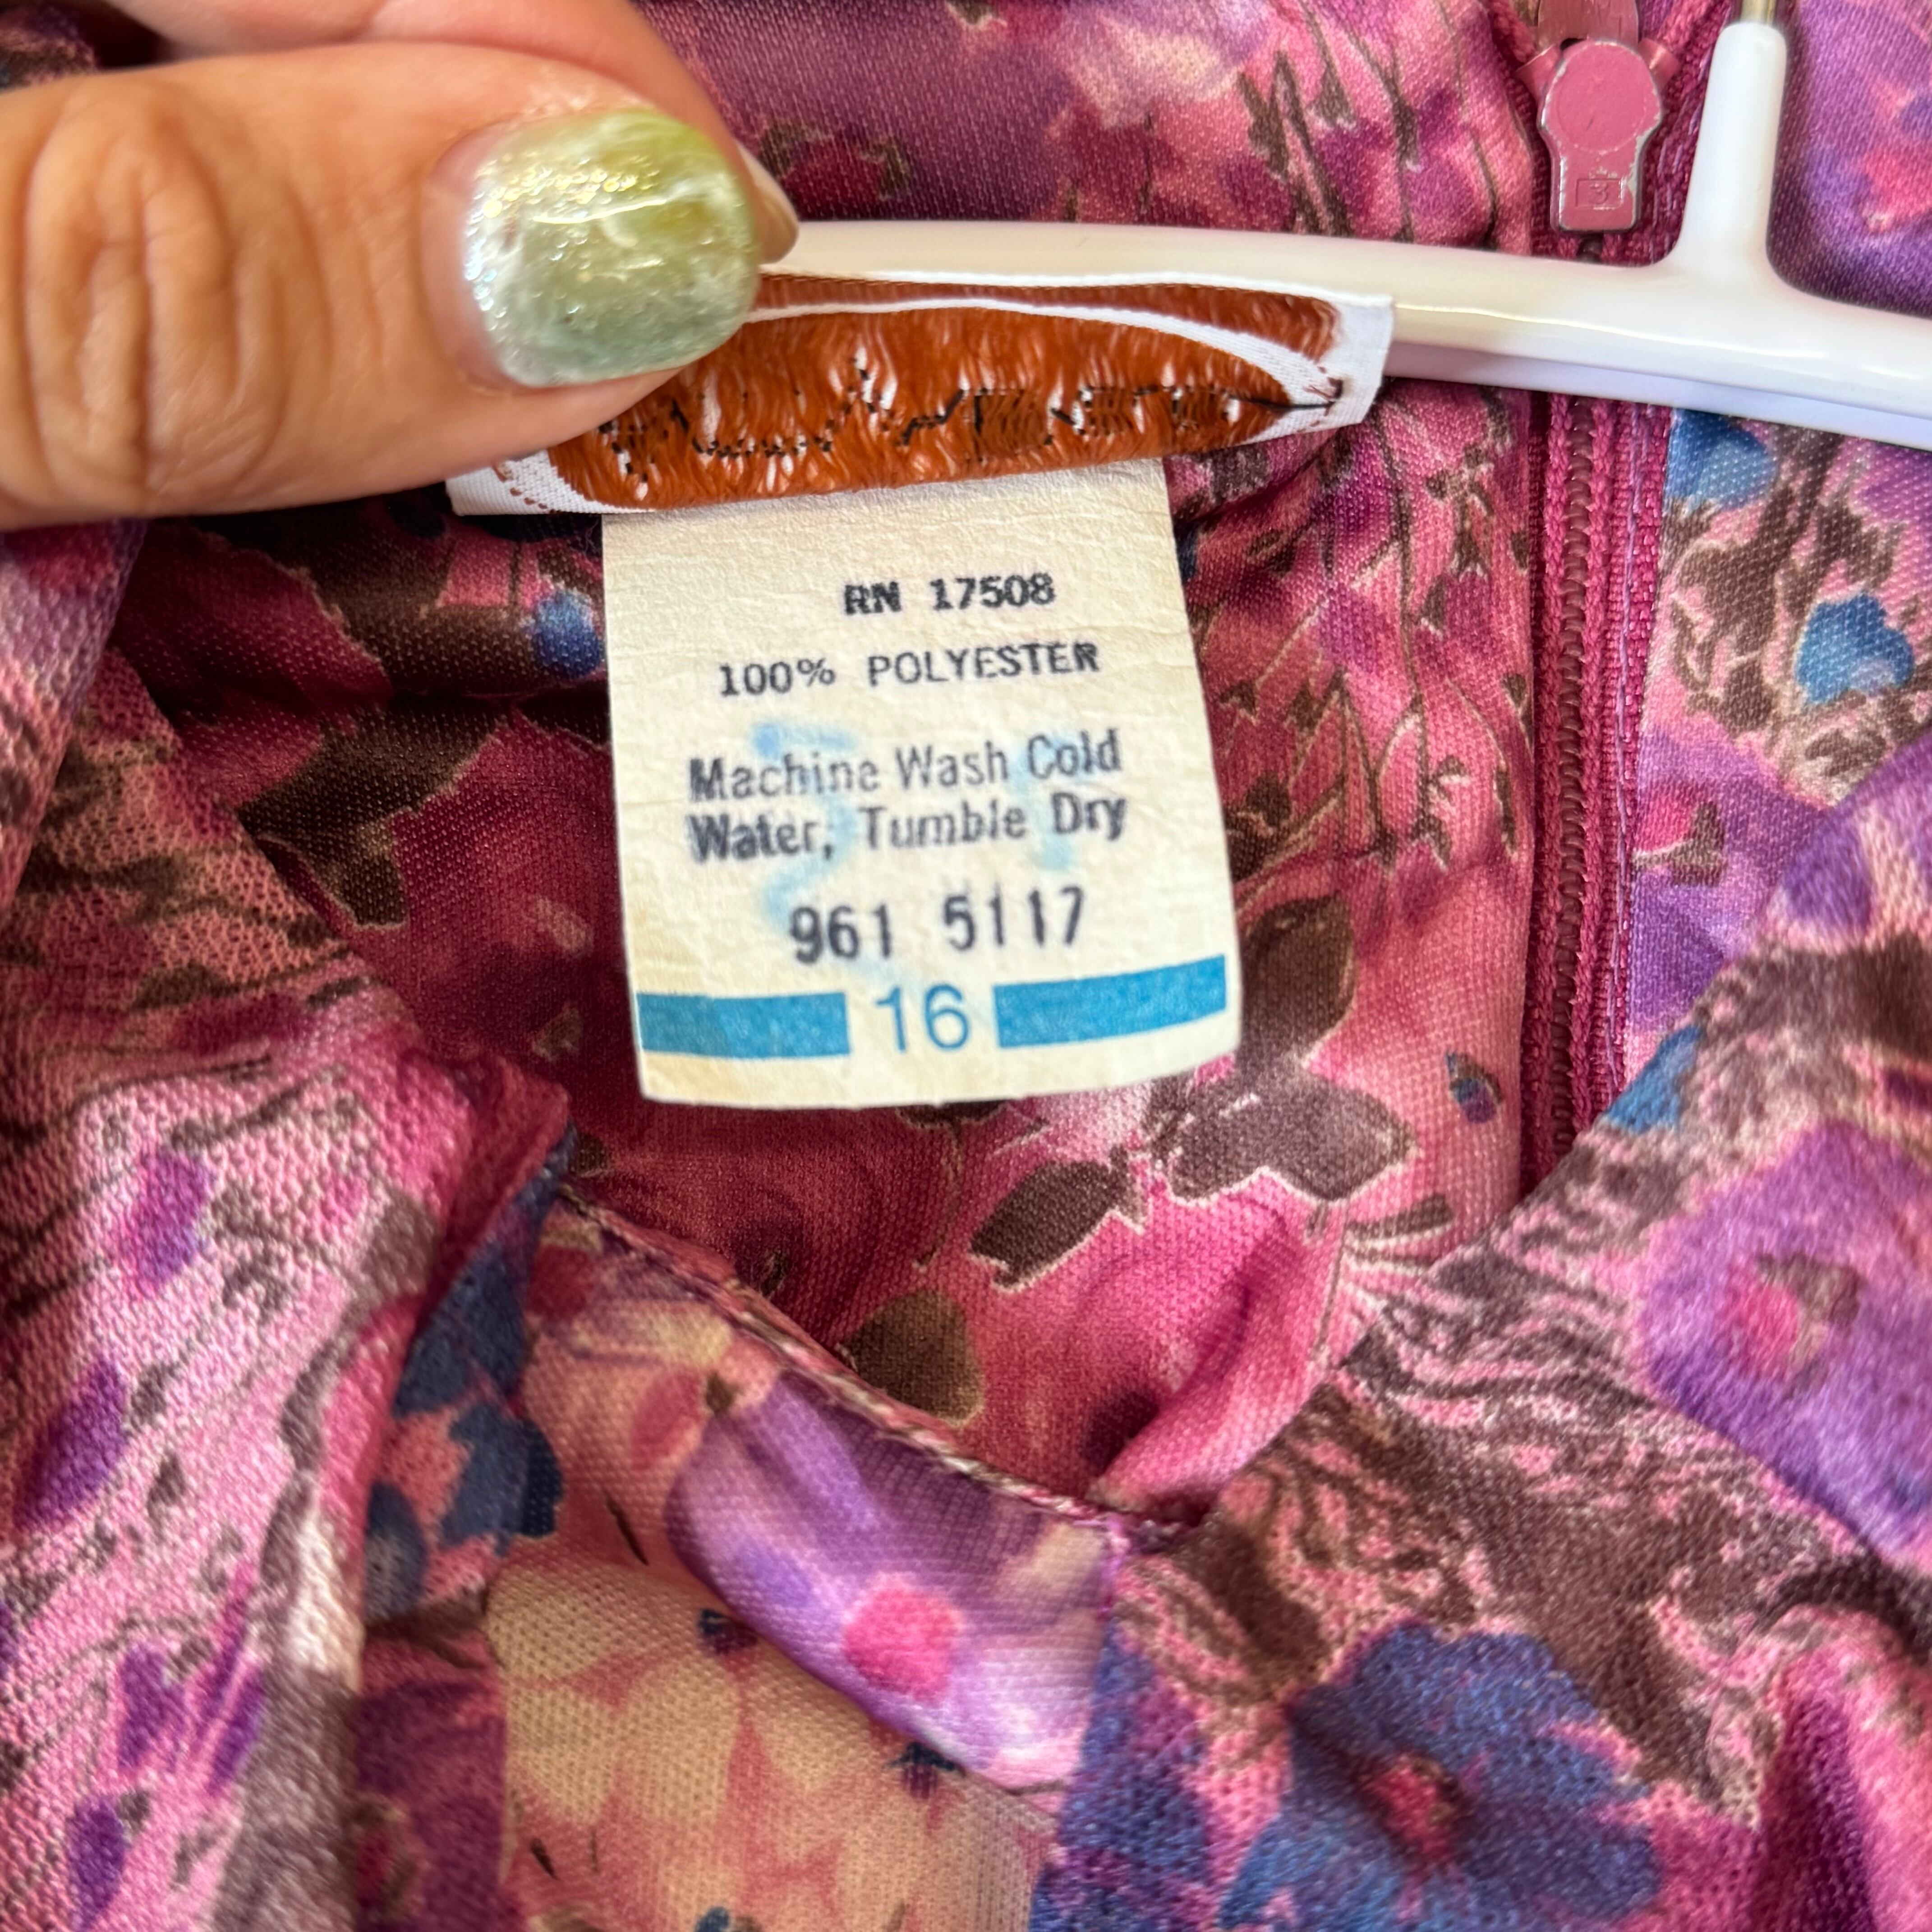 RN 17508
100% POLYESTER
Machine Wash Cold
Water, Tumble Dry
961 5117
16